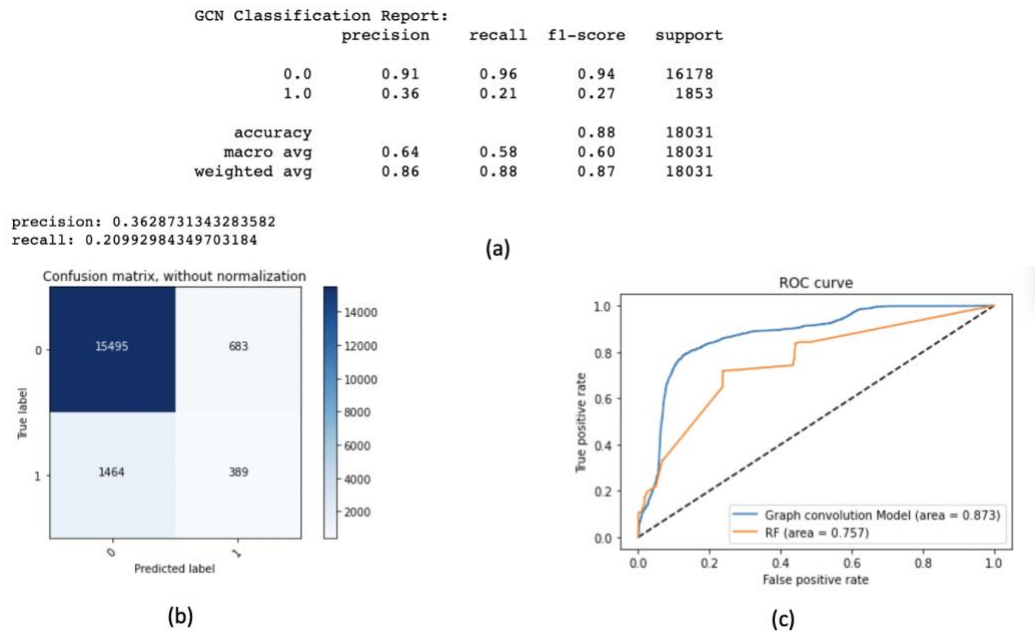 GCN Classification Report:
precision recall f1-score support
0.0 0.91 0.96 0.94 16178
1.0 0.36 0.21 0.27 1853
accuracy 0.88 18031
macro avg 0.64 0.58 0.60 18031
weighted avg 0.86 0.88 0.87 18031
precision: 0.3628731343283582
recall: 0.20992984349703184
(a)
Confusion matrix, without normalization
True label
0
1
15495 683
1464 389
0 1
Predicted label
14000
12000
10000
8000
6000
4000
2000
(b)
ROC curve
True positive rate
1.0
0.8
0.6
0.4
0.2
0.0
Graph convolution Model (area = 0.873)
RF (area = 0.757)
0.0 0.2 0.4 0.6 0.8 1.0
False positive rate
(c)